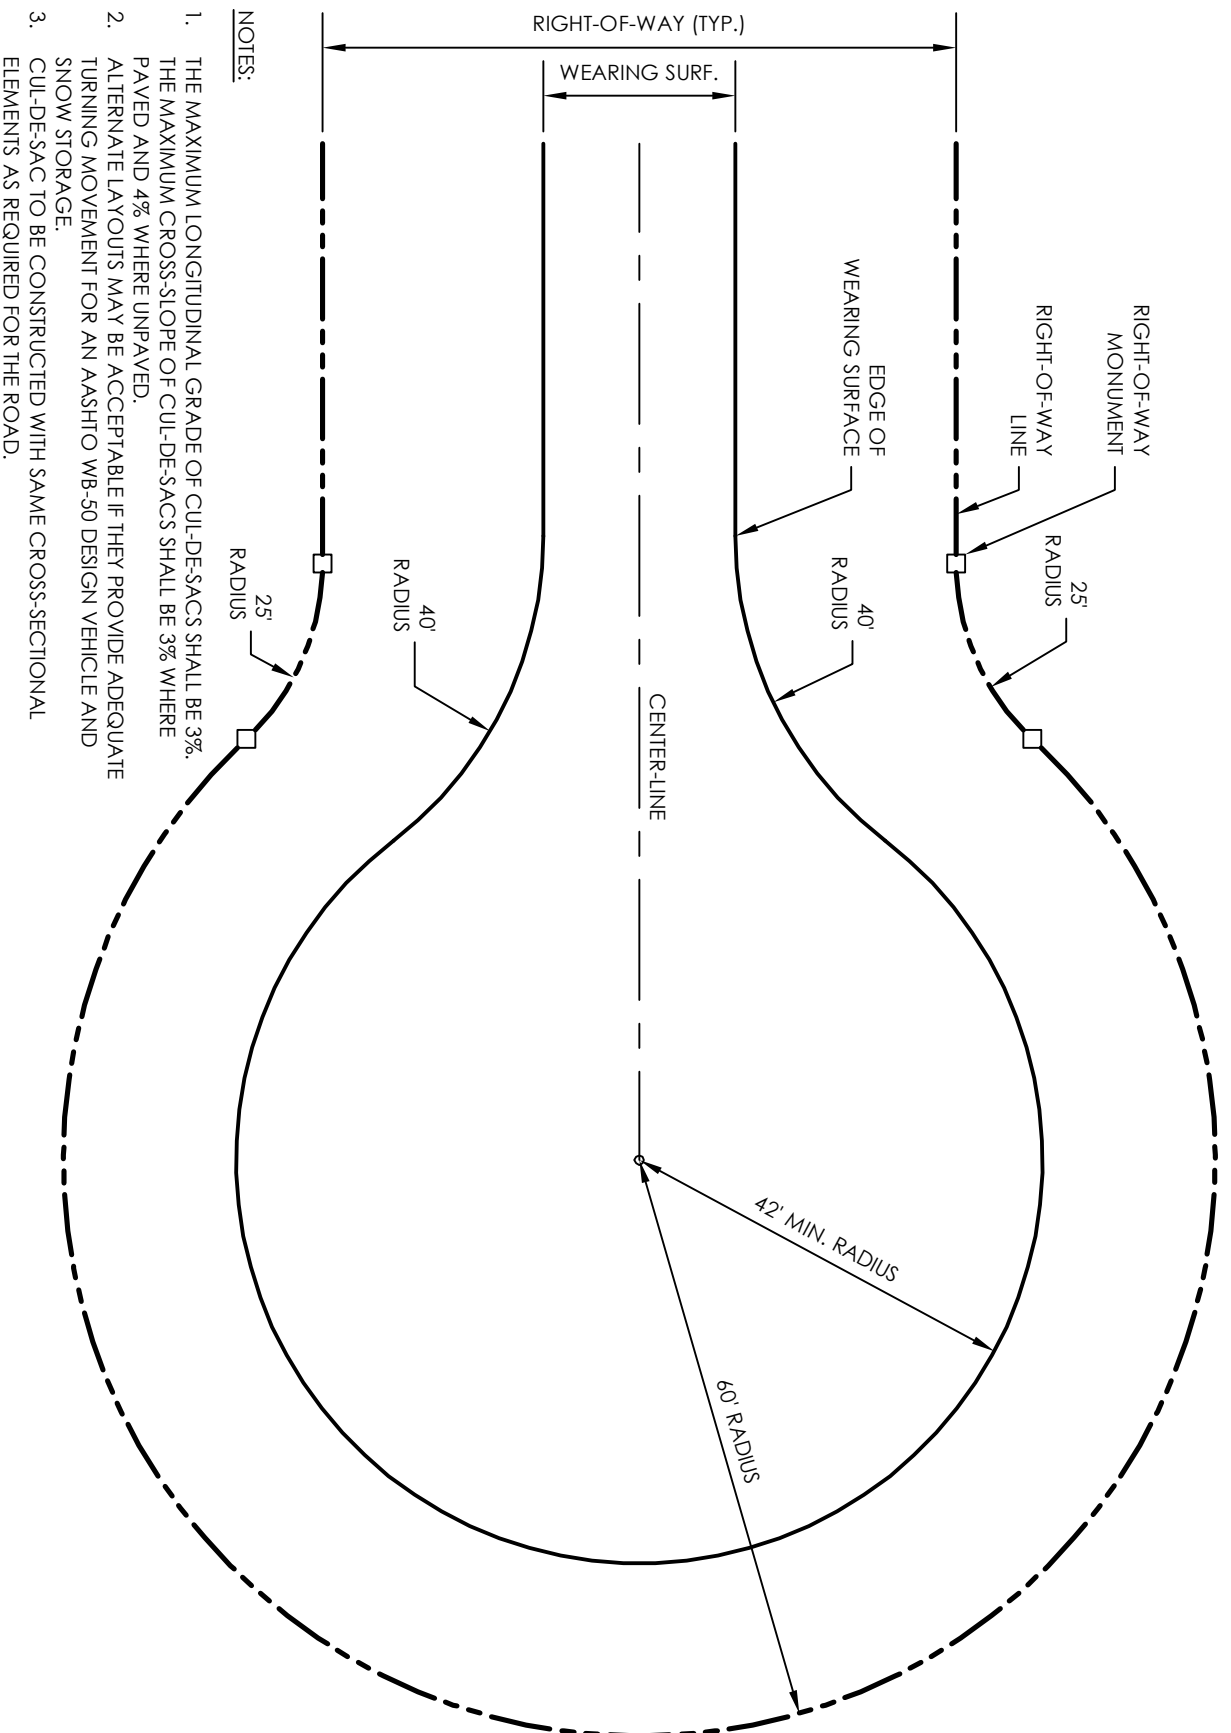 RIGHT-OF-WAY (TYP.)
WEARING SURF.
RIGHT-OF-WAY
MONUMENT
RIGHT-OF-WAY
LINE
25'
RADIUS
EDGE OF
WEARING SURFACE
40'
RADIUS
CENTER-LINE
42' MIN. RADIUS
60' RADIUS
40'
RADIUS
25'
RADIUS
NOTES:
1. THE MAXIMUM LONGITUDINAL GRADE OF CUL-DE-SACS SHALL BE 3%.
THE MAXIMUM CROSS-SLOPE OF CUL-DE-SACS SHALL BE 3% WHERE
PAVED AND 4% WHERE UNPAVED.
2. ALTERNATE LAYOUTS MAY BE ACCEPTABLE IF THEY PROVIDE ADEQUATE
TURNING MOVEMENT FOR AN AASHTO WB-50 DESIGN VEHICLE AND
SNOW STORAGE.
3. CUL-DE-SAC TO BE CONSTRUCTED WITH SAME CROSS-SECTIONAL
ELEMENTS AS REQUIRED FOR THE ROAD.